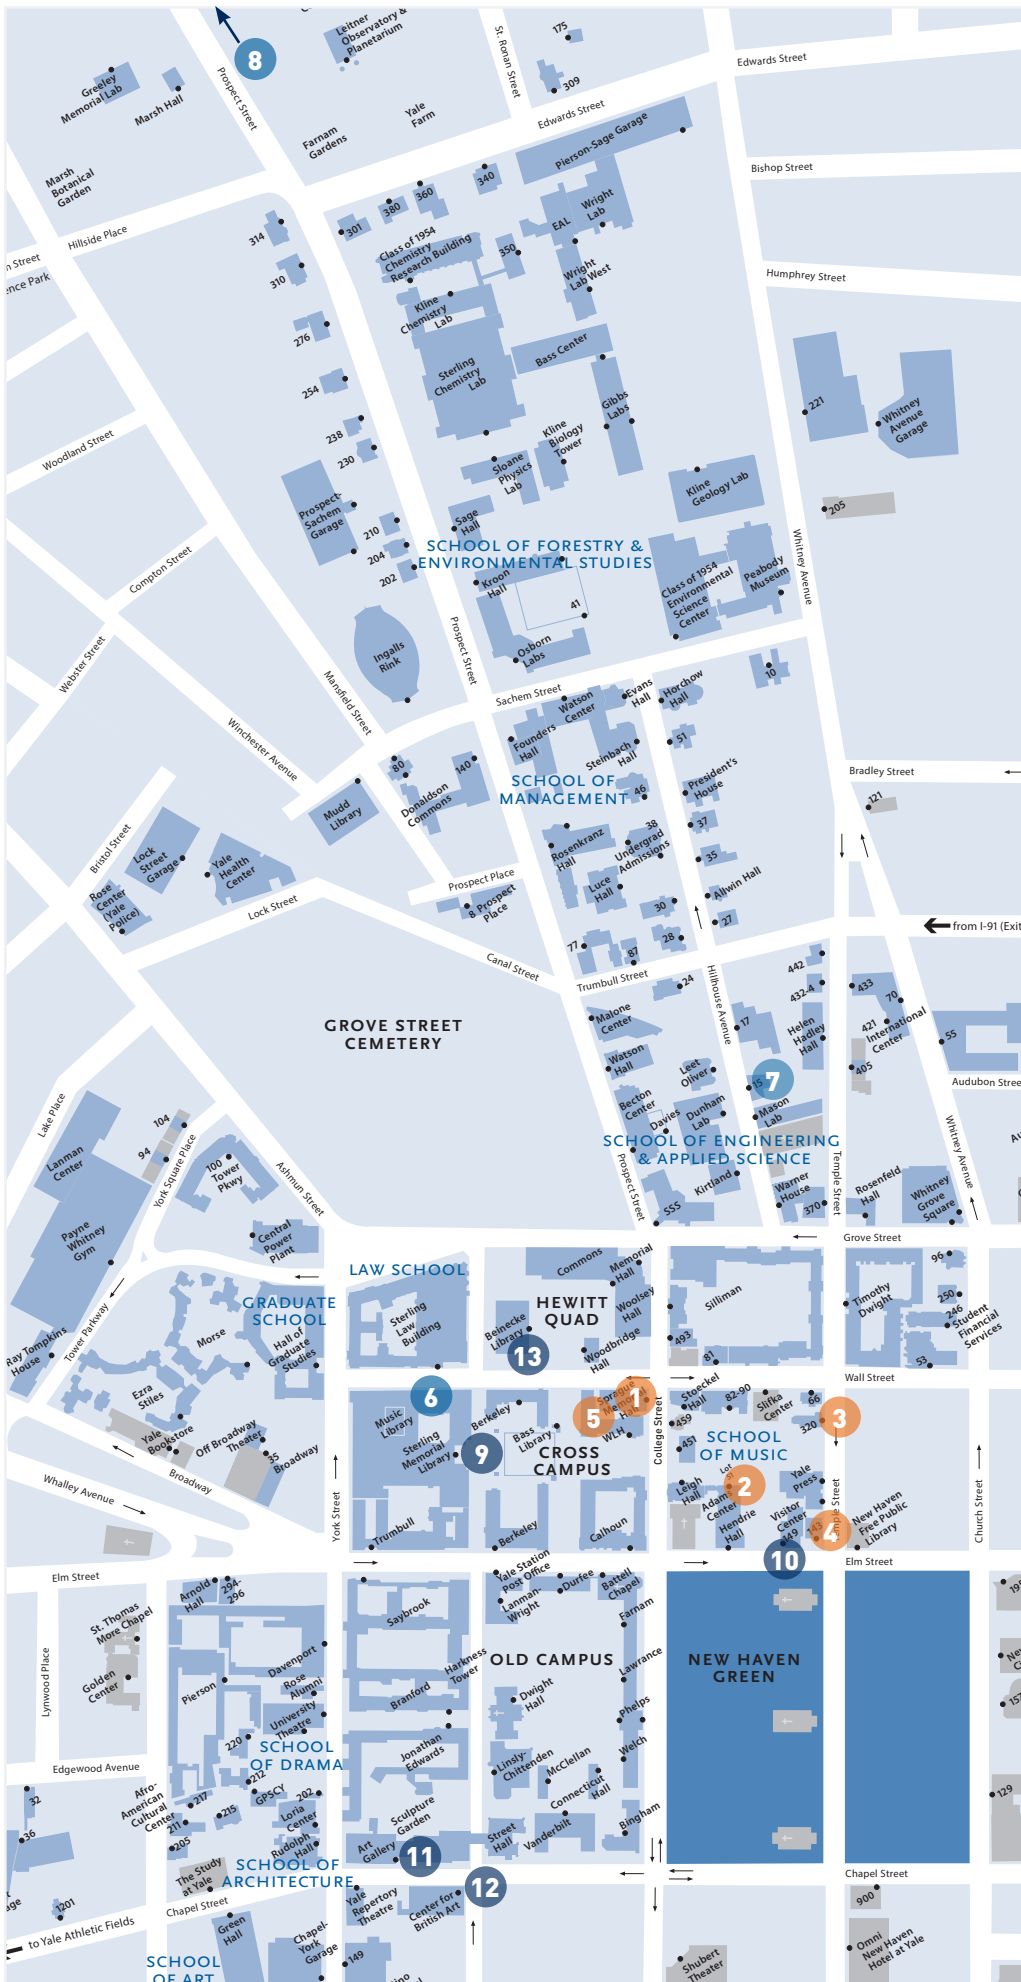 8
Leitner
Observatory &
Planetarium
175
309
St. Ronan Street
Edwards Street
Edwards Street
Greeley
Memorial Lab
Marsh Hall
Prospect Street
Farnam
Gardens
Yale
Farm
Marsh
Botanical
Garden
Pierson-Sage Garage
Bishop Street
Hillside Place
314
310
301
380
360
340
350
Class of 1954
Chemistry
Research Building
EAL
Wright
Lab
Wright
Lab West
Humphrey Street
Kline
Chemistry
Lab
276
Sterling
Chemistry
Lab
Bass Center
254
Gibbs
Labs
221
Whitney
Avenue
Garage
238
230
Kline
Biology
Tower
Woodland Street
Sloane
Physics
Lab
Kline
Geology Lab
Prospect-
Sachem
Garage
205
Sage
Hall
210
204
202
SCHOOL OF FORESTRY &
ENVIRONMENTAL STUDIES
Compton Street
Kroon
Hall
41
Class of 1954
Environmental
Science
Center
Peabody
Museum
Whitney Avenue
Webster Street
Ingalls
Rink
Prospect Street
Osborn
Labs
Mansfield Street
Sachem Street
10
Winchester Avenue
Founders
Hall
Watson
Center
Evans
Hall
Horchow
Hall
Steinbach
Hall
51
80
140
Donaldson
Commons
SCHOOL OF
MANAGEMENT
46
President's
House
Bradley Street
121
Mudd
Library
Bristol Street
Lock
Street
Garage
Yale
Health
Center
Rosenkranz
Hall
38
Undergrad
Admissions
37
35
Rose
Center
(Yale
Police)
Lock Street
Prospect Place
8 Prospect
Place
Luce
Hall
Allwin Hall
30
27
28
77
87
from I-91 (Exit
Canal Street
Trumbull Street
24
Hillhouse Avenue
442
432-4
433
70
GROVE STREET
CEMETERY
Malone
Center
17
Helen
Hadley
Hall
421
International
Center
55
Watson
Hall
Leet
Oliver
15
7
405
Audubon Stree
Lake Place
Becton
Center
Davies
Dunham
Lab
Mason
Lab
104
94
York Square Place
100
Tower
Pkwy
Lanman
Center
SCHOOL OF ENGINEERING
& APPLIED SCIENCE
Ashmun Street
Prospect Street
Kirtland
Warner
House
370
Temple Street
Rosenfeld
Hall
Whitney
Grove
Square
Whitney Avenue
SSS
Payne
Whitney
Gym
Central
Power
Plant
Grove Street
LAW SCHOOL
Commons
Memorial
Hall
Silliman
96
GRADUATE
SCHOOL
Sterling
Law
Building
HEWITT
QUAD
Beinecke
Library
Woolsey
Hall
Timothy
Dwight
250
246
Student
Financial
Services
Tower Parkway
Ray Tompkins
House
Morse
Hall of
Graduate
Studies
13
Woodbridge
Hall
493
81
53
Wall Street
Ezra
Stiles
6
Music
Library
Berkeley
Sprague
Memorial
Hall
1
5
Stoeckel
Hall
82-90
Slifka
Center
66
320
3
459
Yale
Bookstore
Off Broadway
Theater
35
Broadway
Sterling
Memorial
Library
9
Bass
Library
CROSS
CAMPUS
WLH
College Street
451
SCHOOL
OF MUSIC
Whalley Avenue
Broadway
York Street
Leigh
Hall
Adams
Center
2
Yale
Press
Hendrie
Hall
Visitor
Center
149
143
4
New Haven
Free Public
Library
Church Street
Trumbull
Berkeley
Calhoun
10
Elm Street
Elm Street
Arnold
Hall
294-
296
Yale Station
Post Office
Lanman-
Wright
Durfee
Battell
Chapel
St. Thomas
More Chapel
Saybrook
Farnam
Lynwood Place
Golden
Center
Pierson
Davenport
Rose
Alumni
Harkness
Tower
OLD CAMPUS
Lawrance
NEW HAVEN
GREEN
Branford
Dwight
Hall
University
Theatre
Phelps
220
SCHOOL
OF DRAMA
Jonathan
Edwards
Linsly-
Chittenden
McClellan
Welch
Edgewood Avenue
32
Afro-
American
Cultural
Center
212
GPSCY
202
217
215
211
205
Connecticut
Hall
129
36
Loria
Center
Rudolph
Hall
Sculpture
Garden
Art
Gallery
11
Street
Hall
Vanderbilt
Bingham
The Study
at Yale
SCHOOL OF
ARCHITECTURE
12
Chapel Street
1201
Chapel Street
Yale
Repertory
Theatre
Center for
British Art
900
to Yale Athletic Fields
Green
Hall
Chapel-
York
Garage
149
Shubert
Theater
Omni
New Haven
Hotel at Yale
SCHOOL
OF ART